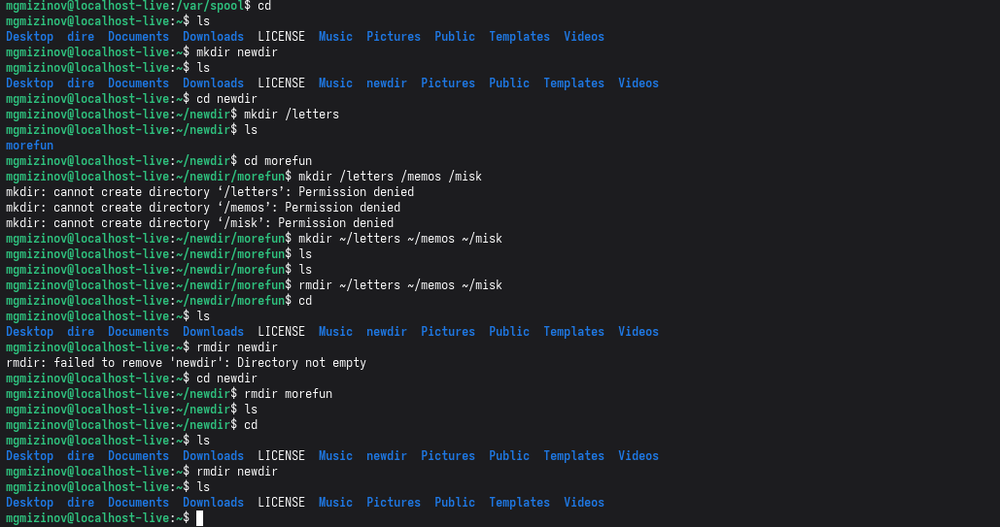 mgmizinov@localhost-live:/var/spool$ cd
mgmizinov@localhost-live:~$ ls
Desktop dire Documents Downloads LICENSE Music Pictures Public Templates Videos
mgmizinov@localhost-live:~$ mkdir newdir
mgmizinov@localhost-live:~$ ls
Desktop dire Documents Downloads LICENSE Music newdir Pictures Public Templates Videos
mgmizinov@localhost-live:~$ cd newdir
mgmizinov@localhost-live:~/newdir$ mkdir /letters
mgmizinov@localhost-live:~/newdir$ ls
morefun
mgmizinov@localhost-live:~/newdir$ cd morefun
mgmizinov@localhost-live:~/newdir/morefun$ mkdir /letters /memos /misk
mkdir: cannot create directory ‘/letters’: Permission denied
mkdir: cannot create directory ‘/memos’: Permission denied
mkdir: cannot create directory ‘/misk’: Permission denied
mgmizinov@localhost-live:~/newdir/morefun$ mkdir ~/letters ~/memos ~/misk
mgmizinov@localhost-live:~/newdir/morefun$ ls
mgmizinov@localhost-live:~/newdir/morefun$ ls
mgmizinov@localhost-live:~/newdir/morefun$ rmdir ~/letters ~/memos ~/misk
mgmizinov@localhost-live:~/newdir/morefun$ cd
mgmizinov@localhost-live:~$ ls
Desktop dire Documents Downloads LICENSE Music newdir Pictures Public Templates Videos
mgmizinov@localhost-live:~$ rmdir newdir
rmdir: failed to remove 'newdir': Directory not empty
mgmizinov@localhost-live:~$ cd newdir
mgmizinov@localhost-live:~/newdir$ rmdir morefun
mgmizinov@localhost-live:~/newdir$ ls
mgmizinov@localhost-live:~/newdir$ cd
mgmizinov@localhost-live:~$ ls
Desktop dire Documents Downloads LICENSE Music newdir Pictures Public Templates Videos
mgmizinov@localhost-live:~$ rmdir newdir
mgmizinov@localhost-live:~$ ls
Desktop dire Documents Downloads LICENSE Music Pictures Public Templates Videos
mgmizinov@localhost-live:~$